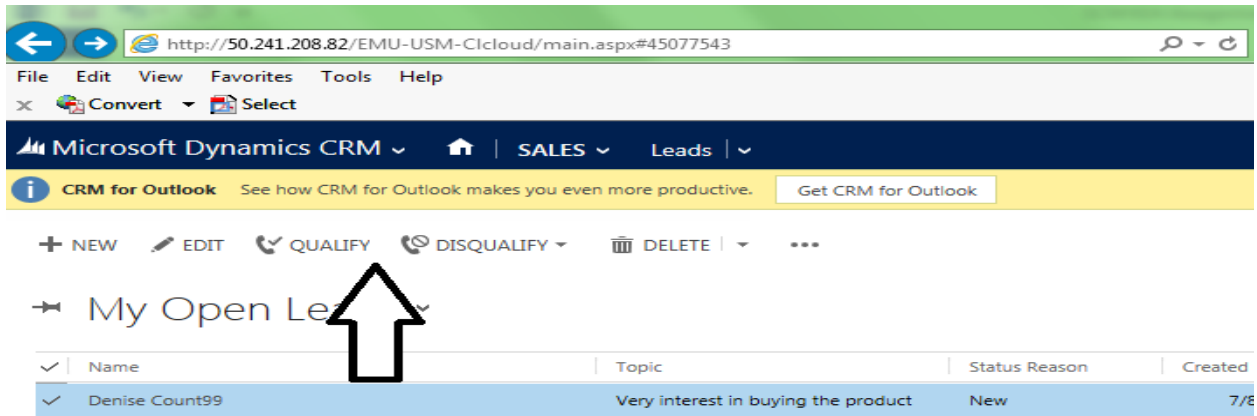 http://50.241.208.82/EMU-USM-CIcloud/main.aspx#45077543
File Edit View Favorites Tools Help
x Convert Select
Microsoft Dynamics CRM SALES Leads
i CRM for Outlook See how CRM for Outlook makes you even more productive. Get CRM for Outlook
NEW EDIT QUALIFY DISQUALIFY DELETE
My Open
Name Topic Status Reason Created
Denise Count99 Very interest in buying the product New 7/8